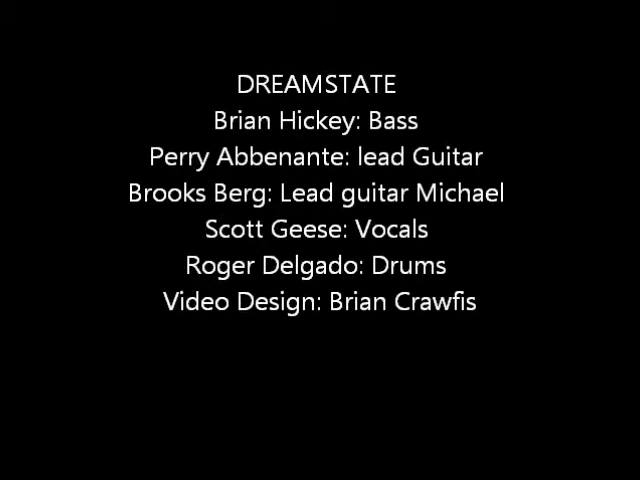 DREAMSTATE
Brian Hickey: Bass
Perry Abbenante: lead Guitar
Brooks Berg: Lead guitar Michael
Scott Geese: Vocals
Roger Delgado: Drums
Video Design: Brian Crawfis